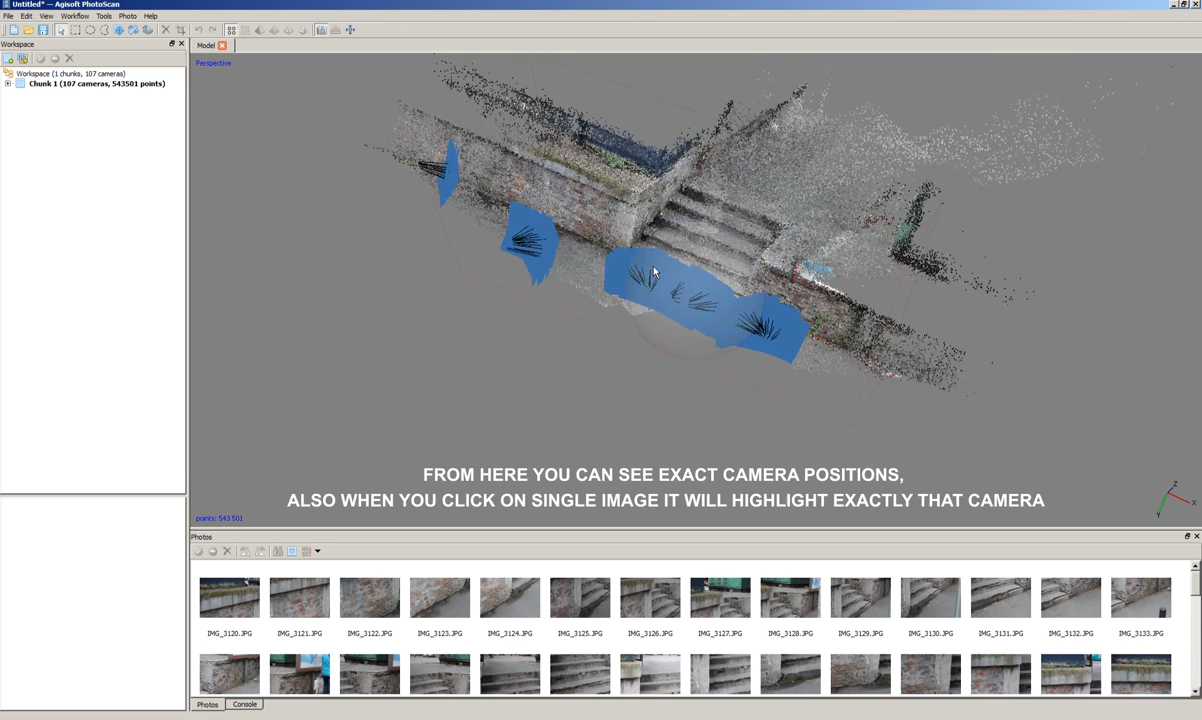 Untitled* — Agisoft PhotoScan
File Edit View Workflow Tools Photo Help
Workspace
Model
Workspace (1 chunks, 107 cameras)
Chunk 1 (107 cameras, 543501 points)
Perspective
FROM HERE YOU CAN SEE EXACT CAMERA POSITIONS,
ALSO WHEN YOU CLICK ON SINGLE IMAGE IT WILL HIGHLIGHT EXACTLY THAT CAMERA
Z
X
Y
points: 543 501
Photos
IMG_3120.JPG IMG_3121.JPG IMG_3122.JPG IMG_3123.JPG IMG_3124.JPG IMG_3125.JPG IMG_3126.JPG IMG_3127.JPG IMG_3128.JPG IMG_3129.JPG IMG_3130.JPG IMG_3131.JPG IMG_3132.JPG IMG_3133.JPG
Photos Console